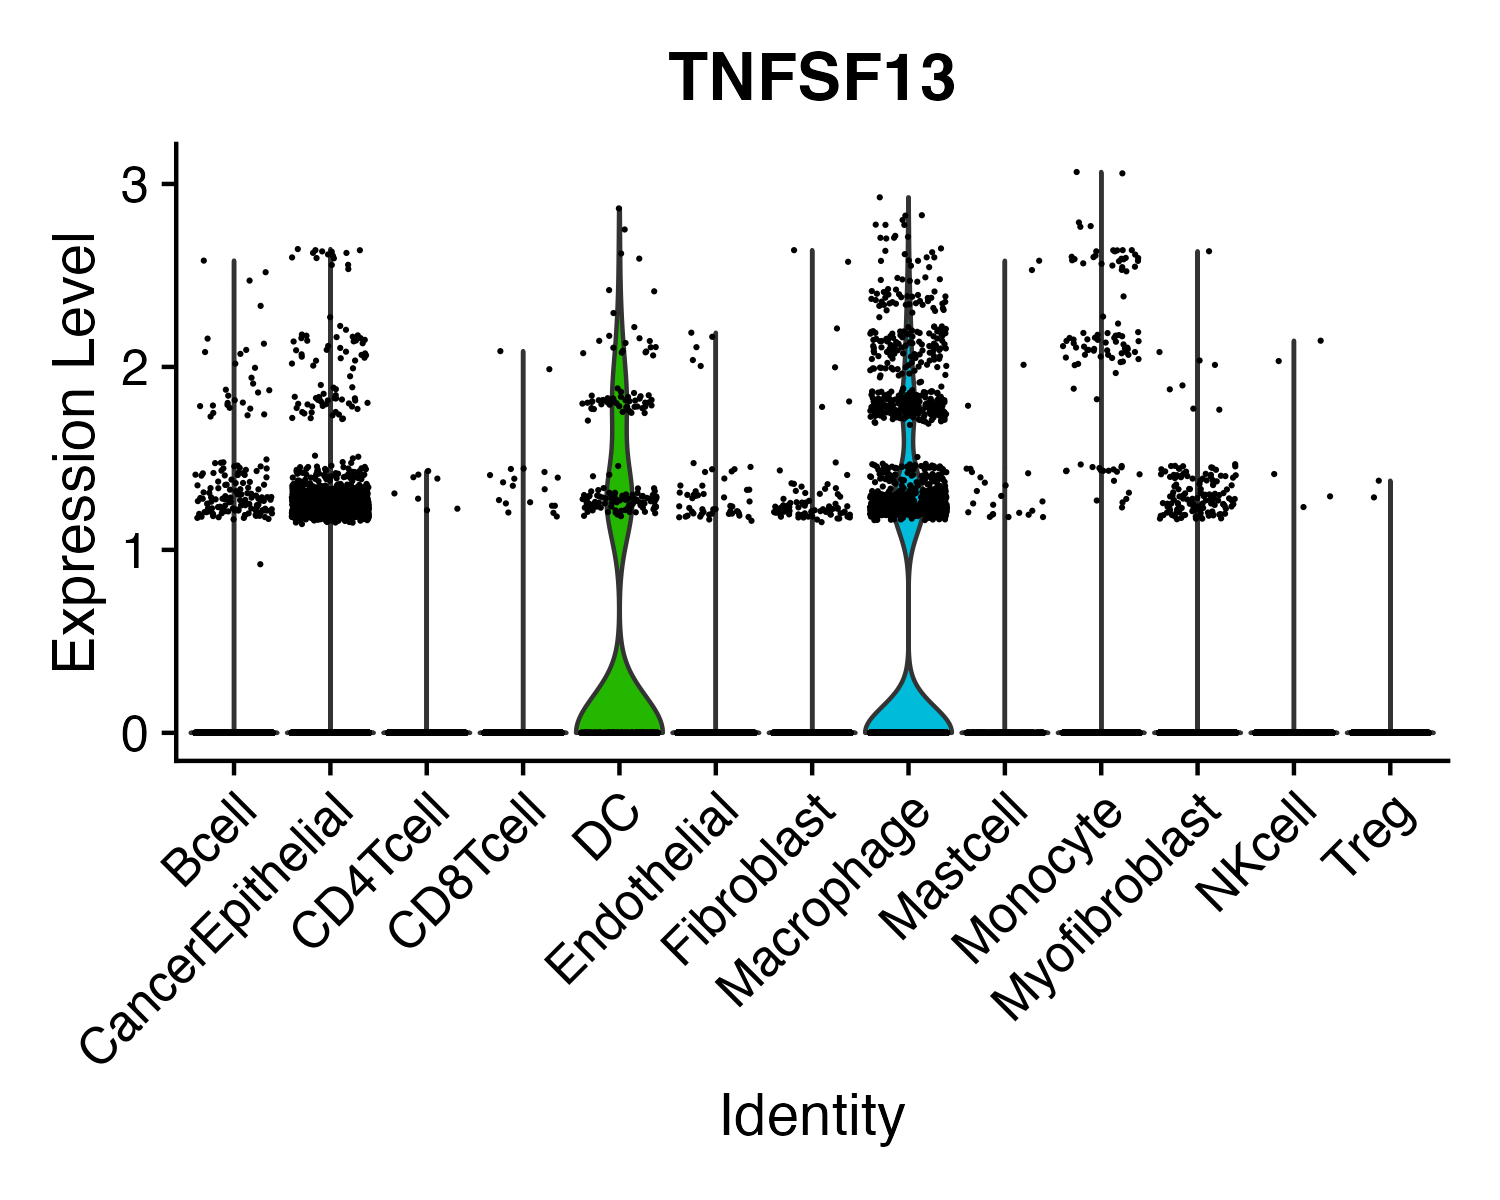 TNFSF13
Expression Level
3
2
1
0
Bcell
CancerEpithelial
CD4Tcell
CD8Tcell
DC
Endothelial
Fibroblast
Macrophage
Mastcell
Monocyte
Myofibroblast
NKcell
Treg
Identity